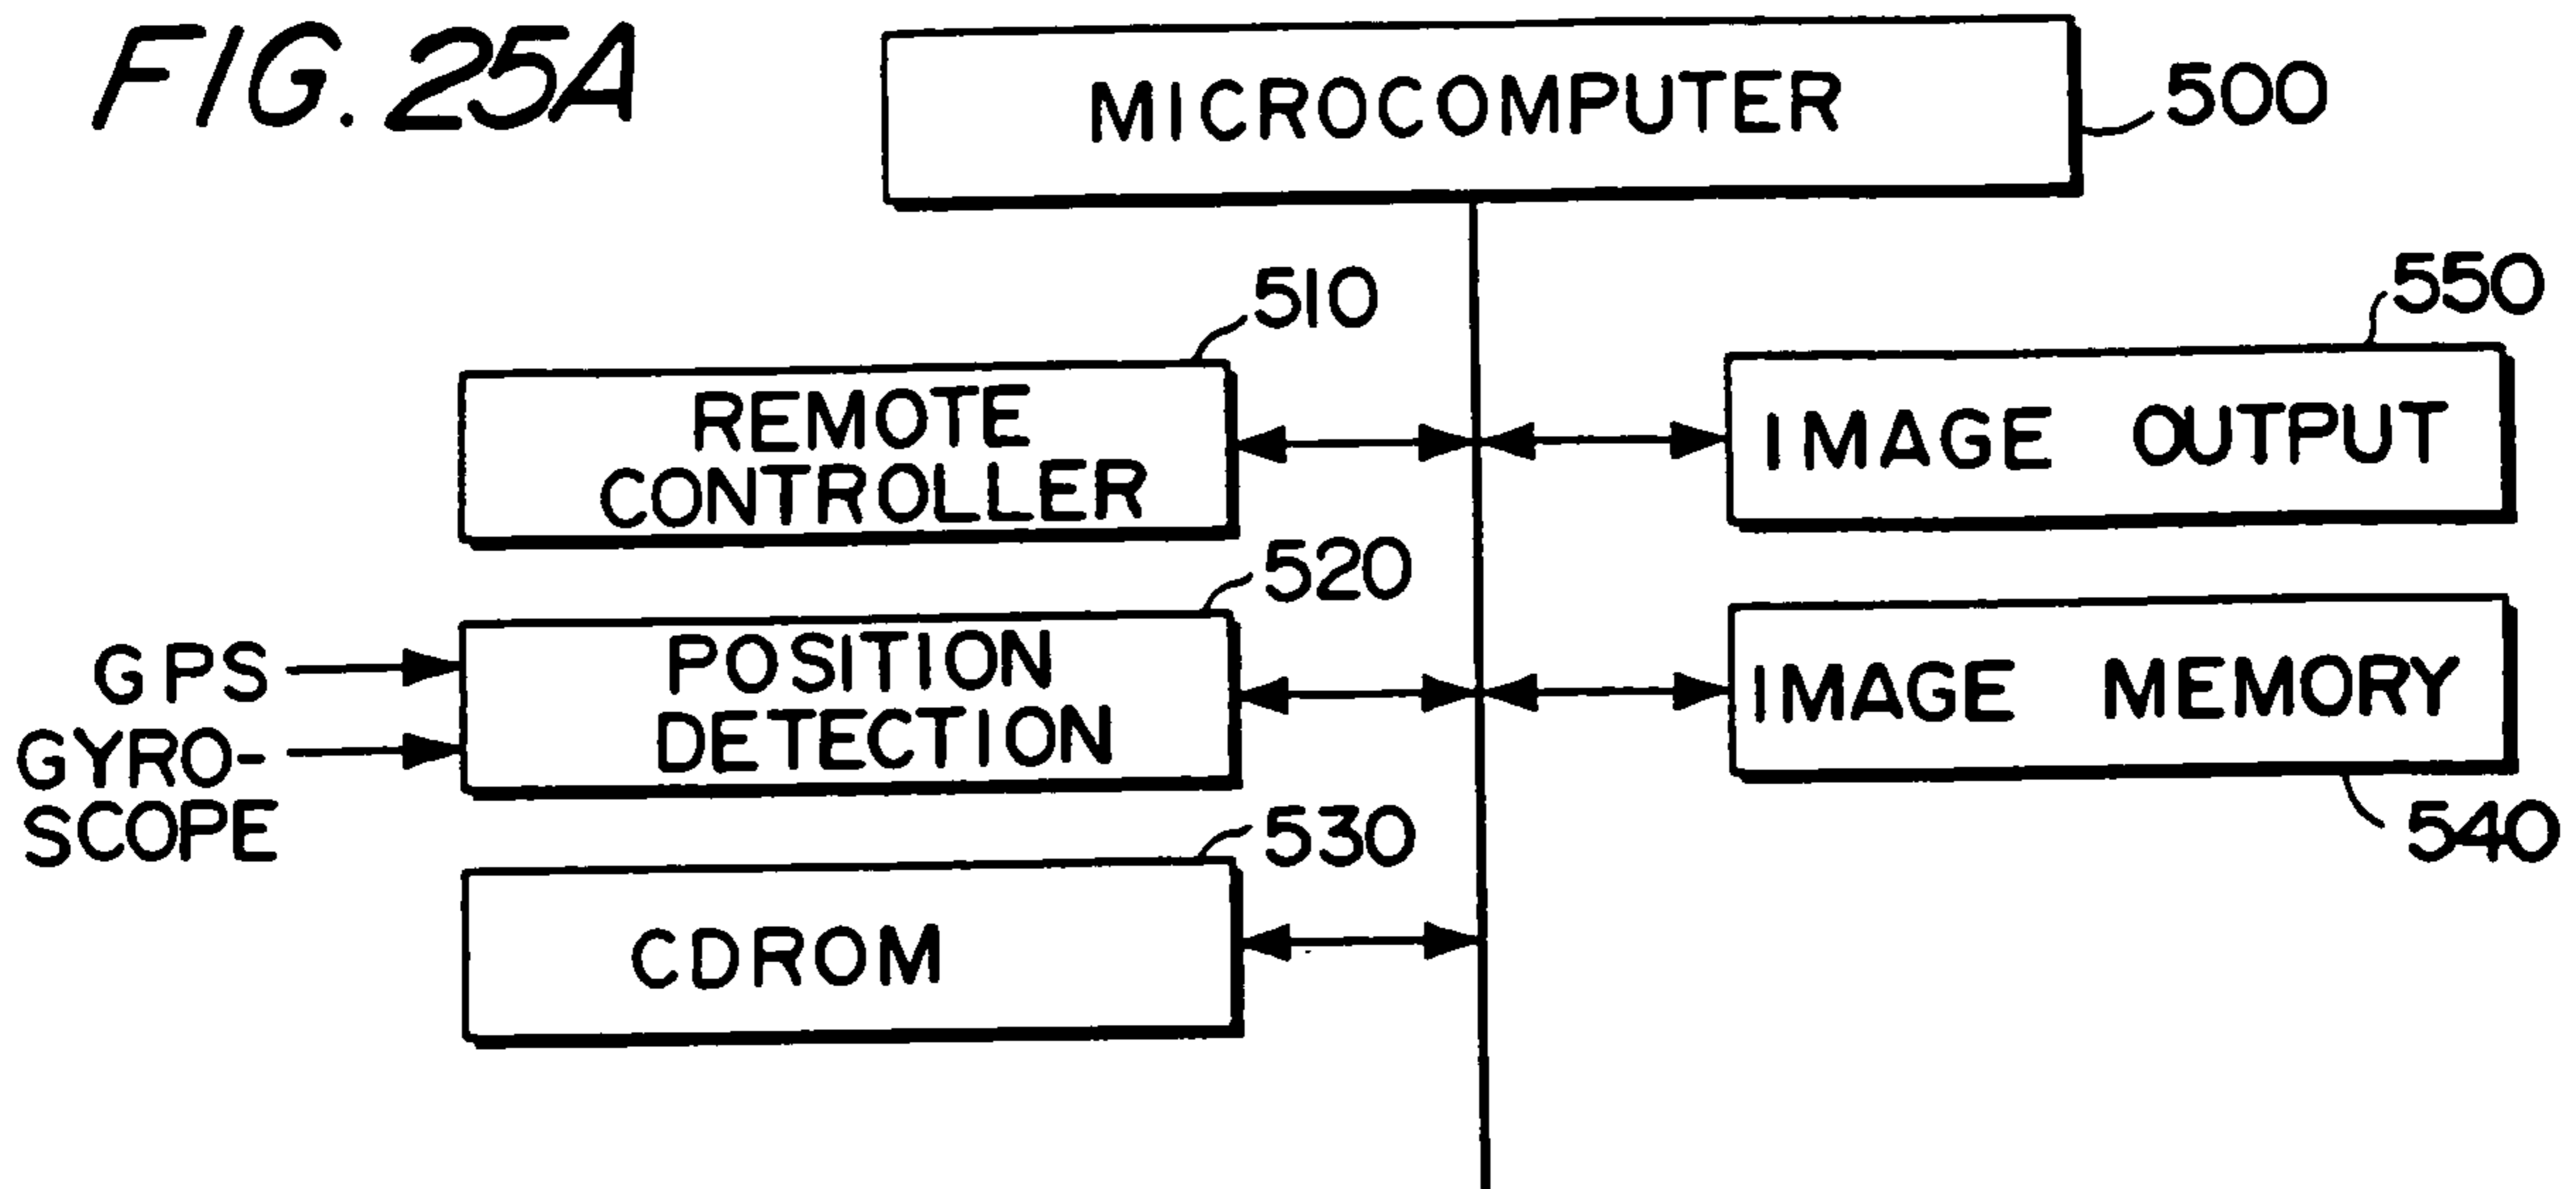 FIG. 25A
MICROCOMPUTER
500
510
REMOTE
CONTROLLER
550
IMAGE OUTPUT
520
GPS
GYRO-
SCOPE
POSITION
DETECTION
IMAGE MEMORY
540
530
CDROM